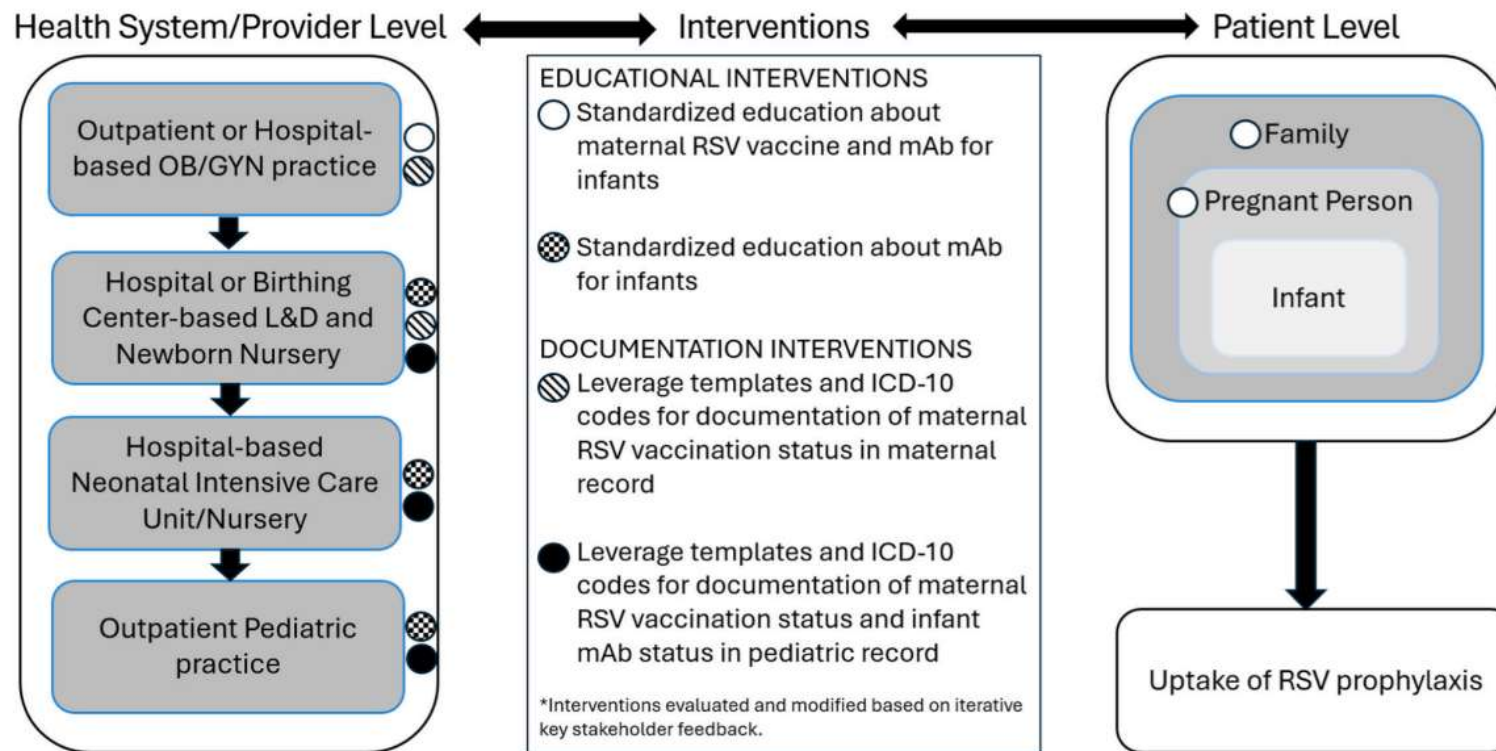 Health System/Provider Level
Interventions
Patient Level
Outpatient or Hospital-
based OB/GYN practice
Hospital or Birthing
Center-based L&D and
Newborn Nursery
Hospital-based
Neonatal Intensive Care
Unit/Nursery
Outpatient Pediatric
practice
EDUCATIONAL INTERVENTIONS
Standardized education about
maternal RSV vaccine and mAb for
infants
Standardized education about mAb
for infants
DOCUMENTATION INTERVENTIONS
Leverage templates and ICD-10
codes for documentation of maternal
RSV vaccination status in maternal
record
Leverage templates and ICD-10
codes for documentation of maternal
RSV vaccination status and infant
mAb status in pediatric record
*Interventions evaluated and modified based on iterative
key stakeholder feedback.
Family
Pregnant Person
Infant
Uptake of RSV prophylaxis